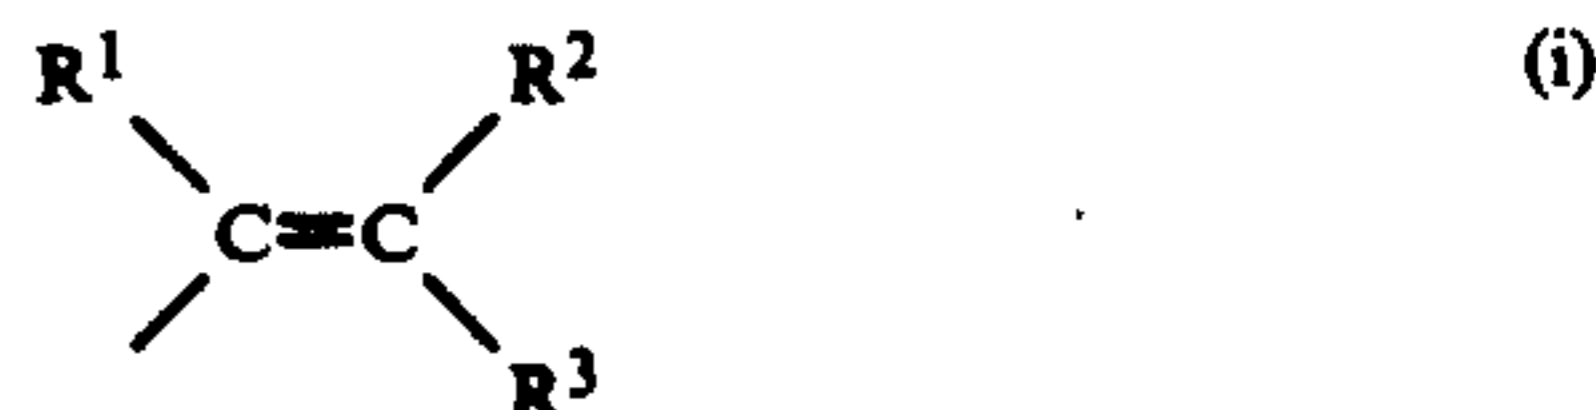 R¹ R² (i)
C=C
R³